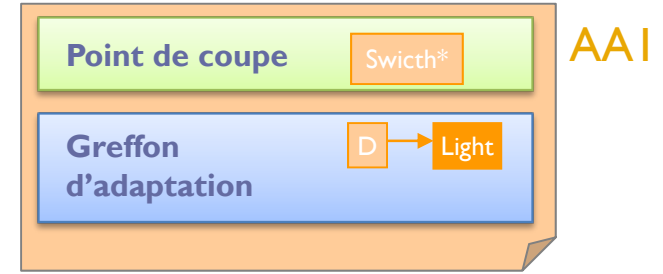 Point de coupe Swicth* AA1
Greffon D Light
d'adaptation